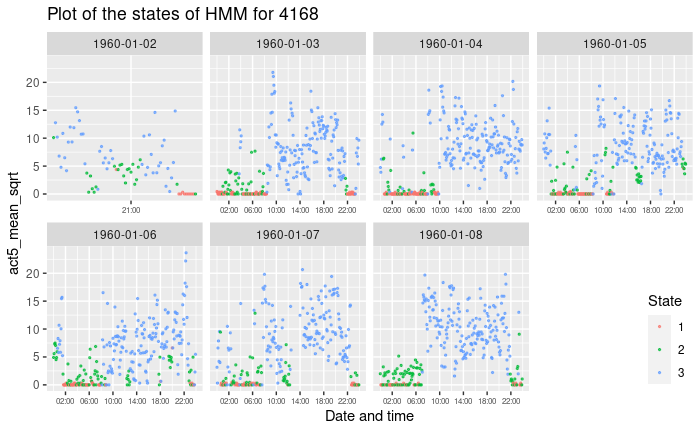 Plot of the states of HMM for 4168
1960-01-02 1960-01-03 1960-01-04 1960-01-05
20
15
10
5
0
21:00 02:00 06:00 10:00 14:00 18:00 22:00 02:00 06:00 10:00 14:00 18:00 22:00 02:00 06:00 10:00 14:00 18:00 22:00
act5_mean_sqrt
1960-01-06 1960-01-07 1960-01-08
20
15
10
5
0
02:00 06:00 10:00 14:00 18:00 22:00 02:00 06:00 10:00 14:00 18:00 22:00 02:00 06:00 10:00 14:00 18:00 22:00
Date and time
State
1
2
3